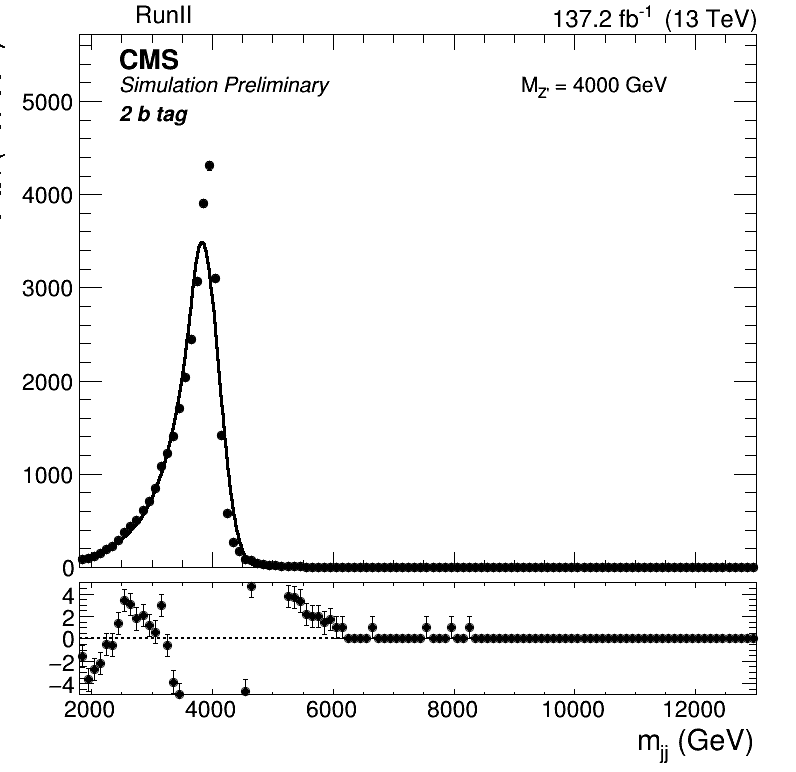 RunII
137.2 fb-1 (13 TeV)
CMS
Simulation Preliminary
MZ' = 4000 GeV
2 b tag
5000
4000
3000
2000
1000
0
4
2
0
−2
−4
2000 4000 6000 8000 10000 12000
mjj (GeV)